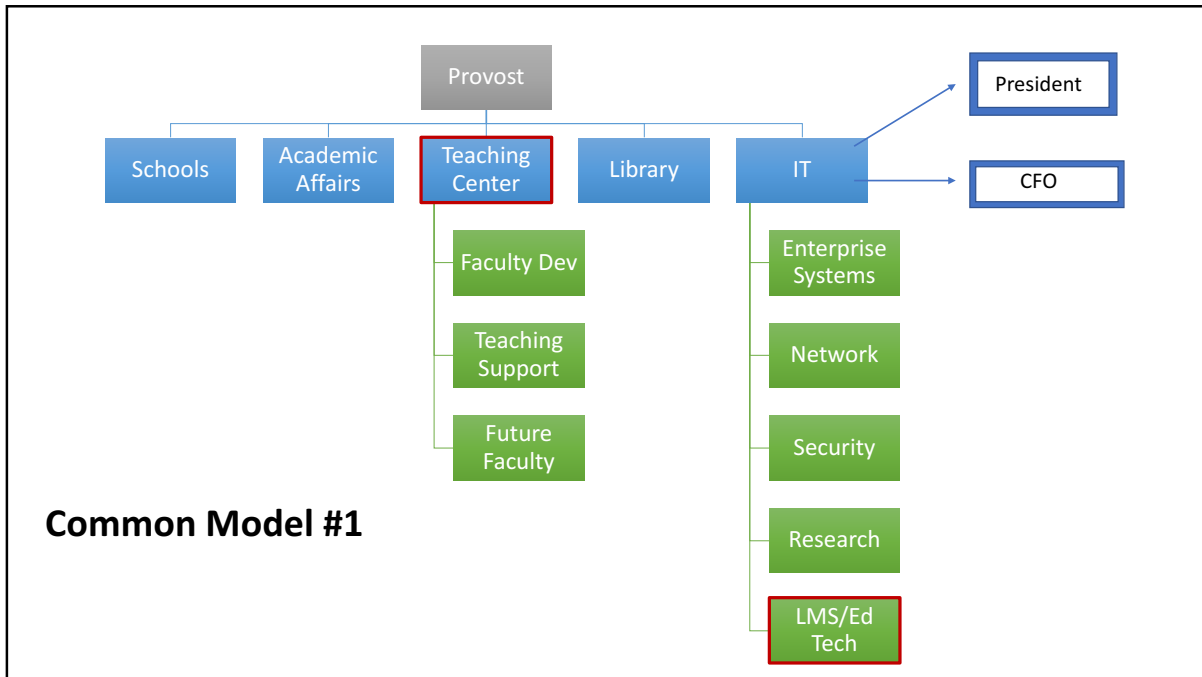 Provost
President
Schools
Academic
Affairs
Teaching
Center
Library
IT
CFO
Faculty Dev
Teaching
Support
Future
Faculty
Enterprise
Systems
Network
Security
Research
LMS/Ed
Tech
Common Model #1